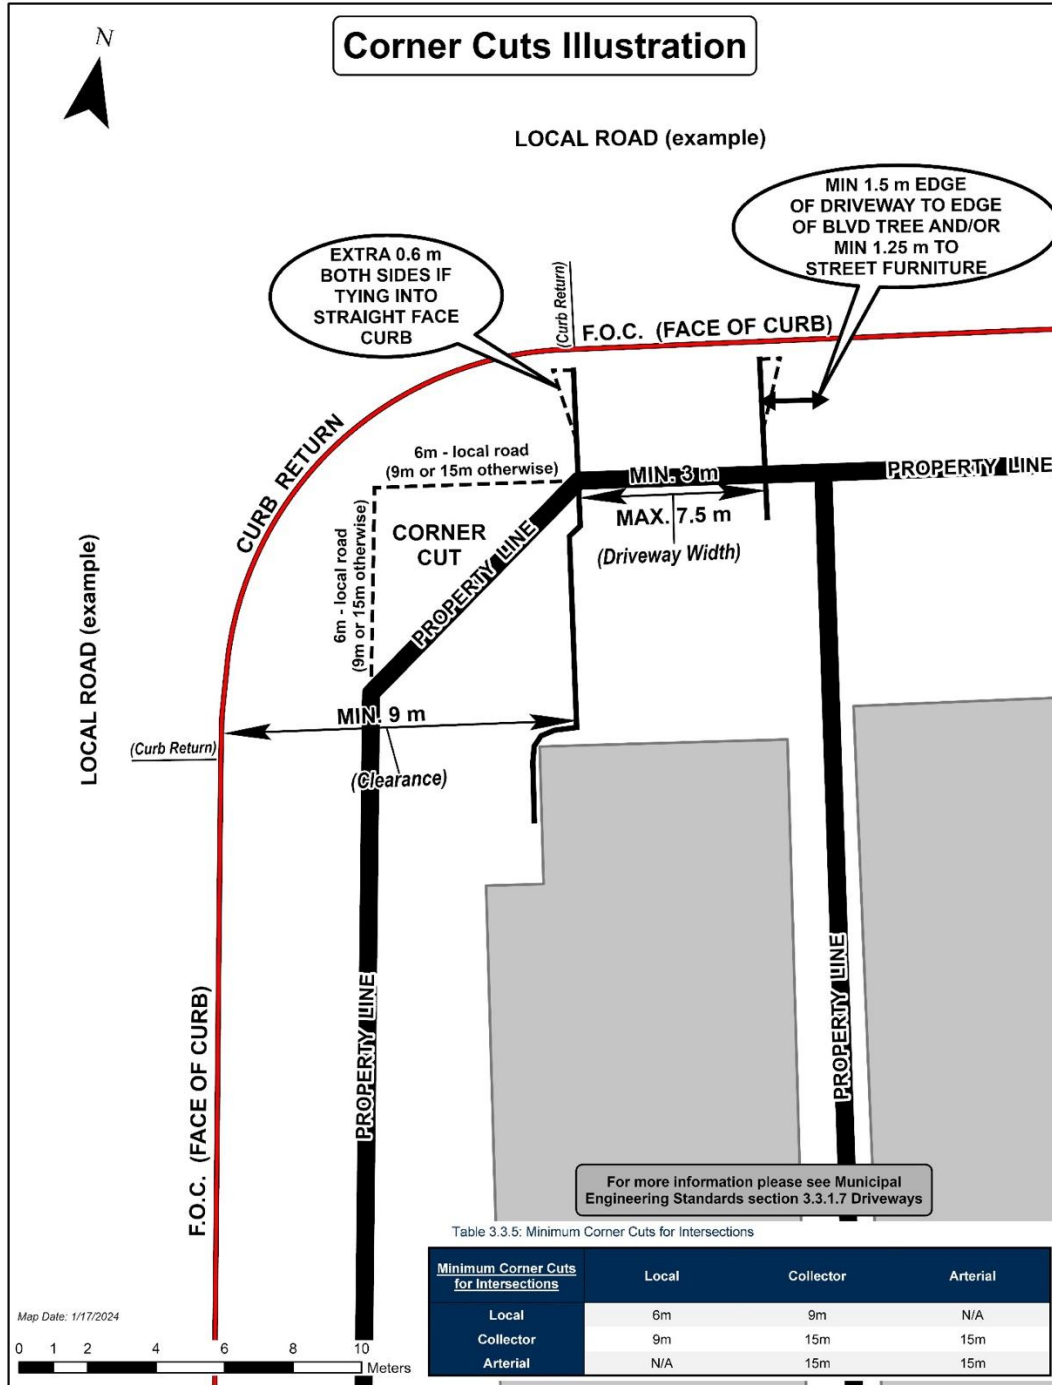 N
Corner Cuts Illustration
LOCAL ROAD (example)
MIN 1.5 m EDGE
OF DRIVEWAY TO EDGE
OF BLVD TREE AND/OR
MIN 1.25 m TO
STREET FURNITURE
EXTRA 0.6 m
BOTH SIDES IF
TYING INTO
STRAIGHT FACE
CURB
(Curb Return)
F.O.C. (FACE OF CURB)
CURB RETURN
6m - local road
(9m or 15m otherwise)
MIN. 3 m
PROPERTY LINE
MAX. 7.5 m
(Driveway Width)
CORNER
CUT
PROPERTY LINE
6m - local road
(9m or 15m otherwise)
LOCAL ROAD (example)
MIN. 9 m
(Curb Return)
(Clearance)
F.O.C. (FACE OF CURB)
PROPERTY LINE
PROPERTY LINE
For more information please see Municipal
Engineering Standards section 3.3.1.7 Driveways
Table 3.3.5: Minimum Corner Cuts for Intersections
Minimum Corner Cuts
for Intersections
Local Collector Arterial
Local 6m 9m N/A
Collector 9m 15m 15m
Arterial N/A 15m 15m
Map Date: 1/17/2024
0 1 2 4 6 8 10
Meters